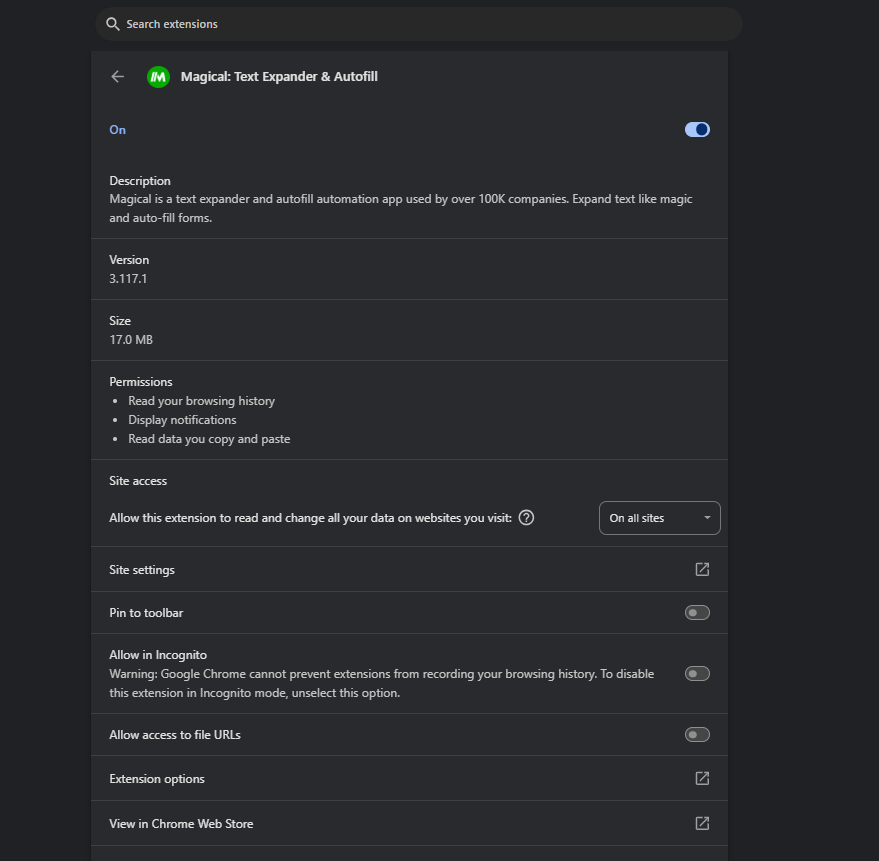 Search extensions
Magical: Text Expander & Autofill
On
Description
Magical is a text expander and autofill automation app used by over 100K companies. Expand text like magic
and auto-fill forms.
Version
3.117.1
Size
17.0 MB
Permissions
• Read your browsing history
• Display notifications
• Read data you copy and paste
Site access
Allow this extension to read and change all your data on websites you visit: On all sites
Site settings
Pin to toolbar
Allow in Incognito
Warning: Google Chrome cannot prevent extensions from recording your browsing history. To disable
this extension in Incognito mode, unselect this option.
Allow access to file URLs
Extension options
View in Chrome Web Store